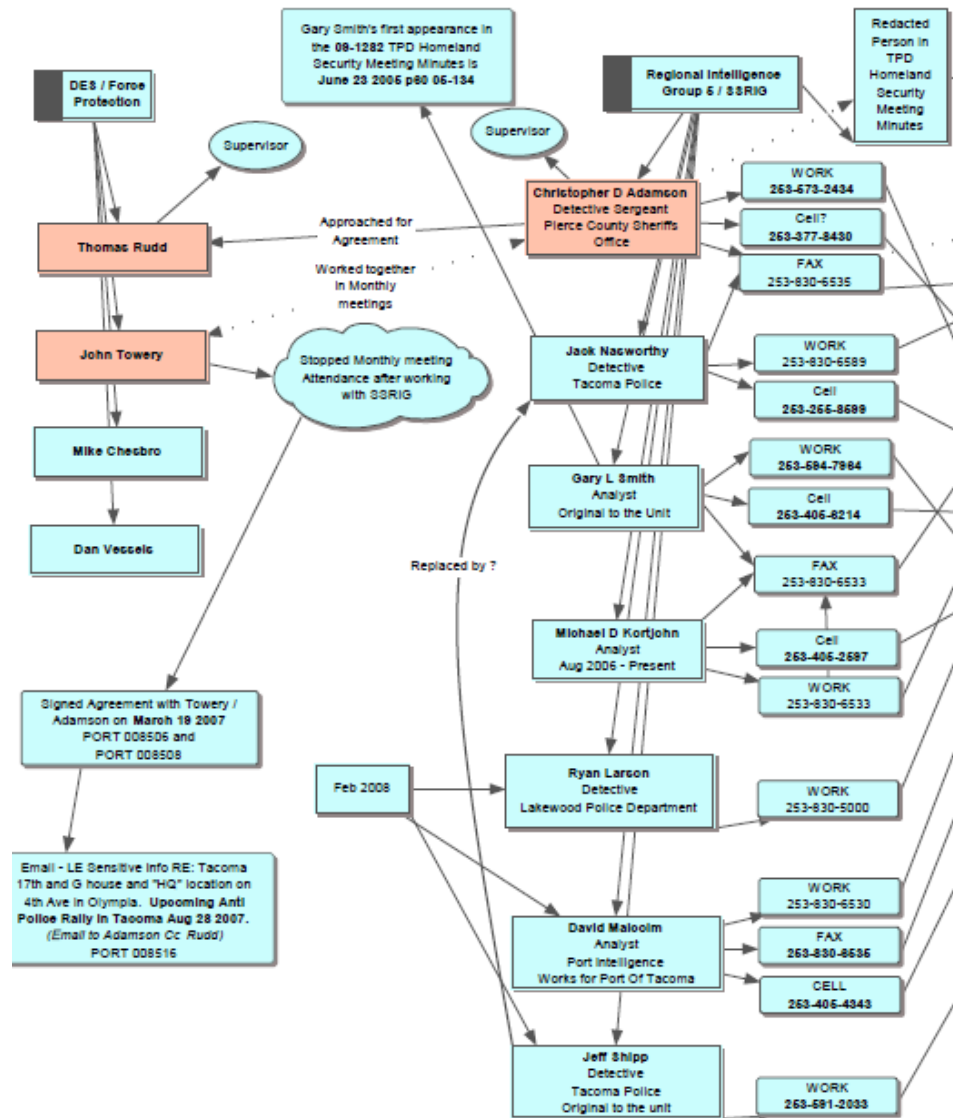 Gary Smith's first appearance in
the 09-1282 TPD Homeland
Security Meeting Minutes is
June 23 2005 p60 05-134
Redacted
Person in
TPD
Homeland
Security
Meeting
Minutes
DES / Force
Protection
Regional Intelligence
Group 5 / SSRIG
Supervisor
Supervisor
Christopher D Adamson
Detective Sergeant
Pierce County Sheriffs
Office
WORK
253-573-2434
Cell?
253-377-8430
FAX
253-830-6535
Approached for
Agreement
Thomas Rudd
Worked together
in Monthly
meetings
John Towery
Stopped Monthly meeting
Attendance after working
with SSRIG
Jack Nasworthy
Detective
Tacoma Police
WORK
253-830-6589
Cell
253-255-8599
Mike Chesbro
Gary L Smith
Analyst
Original to the Unit
WORK
253-594-7984
Cell
253-405-6214
Dan Vessels
Replaced by ?
FAX
253-830-6533
Michael D Kortjohn
Analyst
Aug 2006 - Present
Cell
253-405-2597
WORK
253-830-6533
Signed Agreement with Towery /
Adamson on March 19 2007
PORT 008506 and
PORT 008508
Feb 2008
Ryan Larson
Detective
Lakewood Police Department
WORK
253-830-5000
Email - LE Sensitive Info RE: Tacoma
17th and G house and "HQ" location on
4th Ave in Olympia. Upcoming Anti
Police Rally in Tacoma Aug 28 2007.
(Email to Adamson Cc Rudd)
PORT 008516
David Malcolm
Analyst
Port Intelligence
Works for Port Of Tacoma
WORK
253-830-6530
FAX
253-830-6535
CELL
253-405-4343
Jeff Shipp
Detective
Tacoma Police
Original to the unit
WORK
253-591-2033